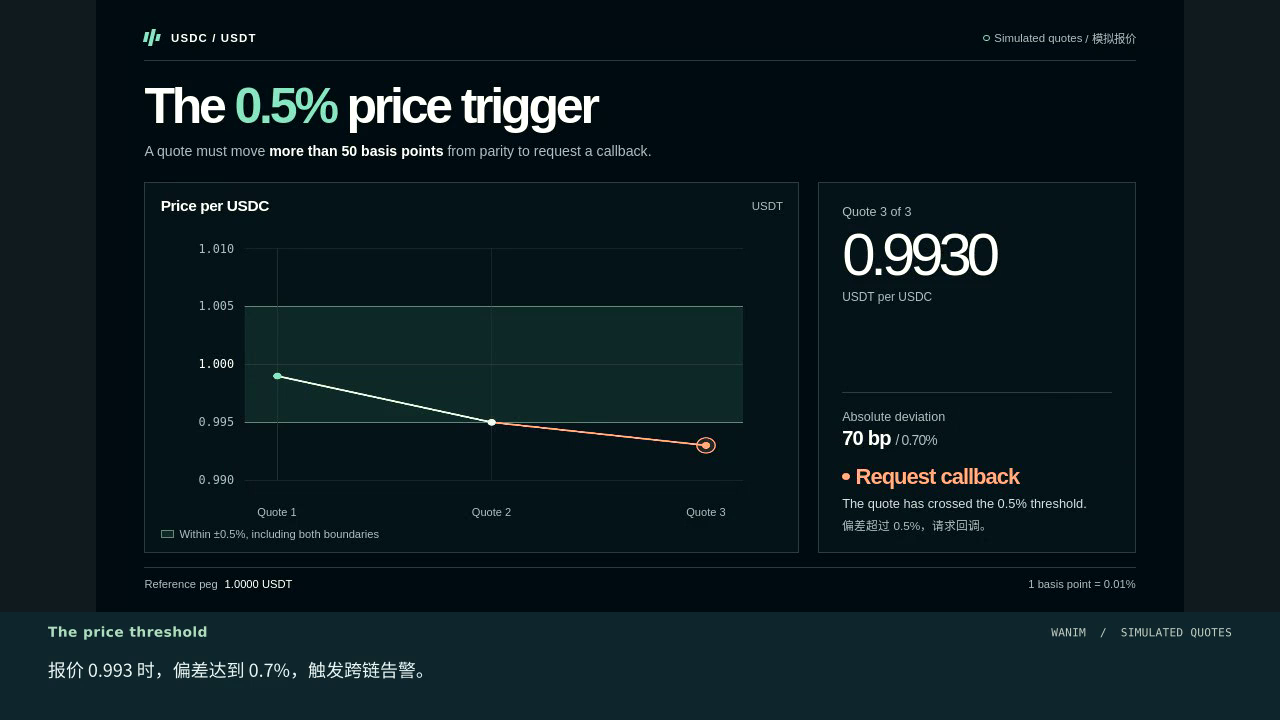 USDC / USDT
Simulated quotes / 模拟报价
The 0.5% price trigger
A quote must move more than 50 basis points from parity to request a callback.
Price per USDC
USDT
1.010
1.005
1.000
0.995
0.990
Quote 1
Quote 2
Quote 3
Within ±0.5%, including both boundaries
Quote 3 of 3
0.9930
USDT per USDC
Absolute deviation
70 bp / 0.70%
Request callback
The quote has crossed the 0.5% threshold.
偏差超过 0.5%，请求回调。
Reference peg 1.0000 USDT
1 basis point = 0.01%
The price threshold
WANIM / SIMULATED QUOTES
报价 0.993 时，偏差达到 0.7%，触发跨链告警。